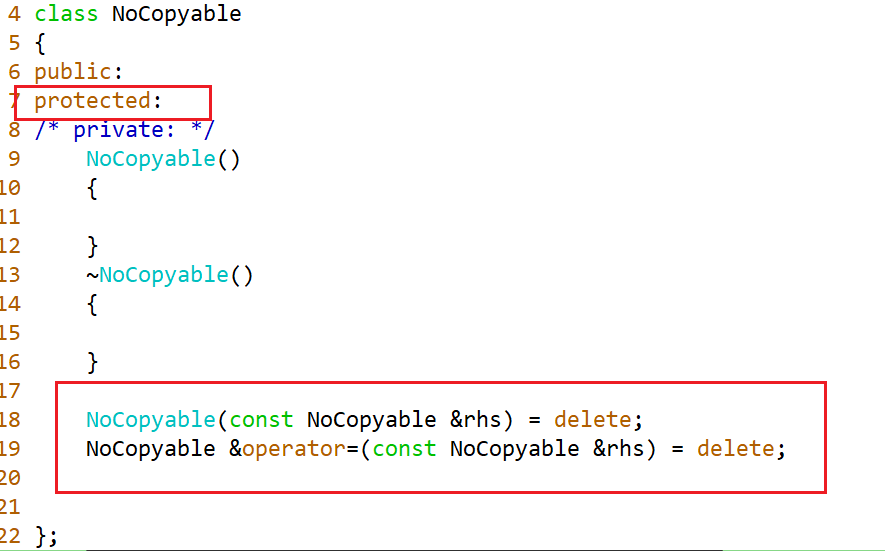 4 class NoCopyable
5 {
6 public:
7 protected:
8 /* private: */
9     NoCopyable()
10     {
11
12     }
13     ~NoCopyable()
14     {
15
16     }
17
18     NoCopyable(const NoCopyable &rhs) = delete;
19     NoCopyable &operator=(const NoCopyable &rhs) = delete;
20
21
22 };